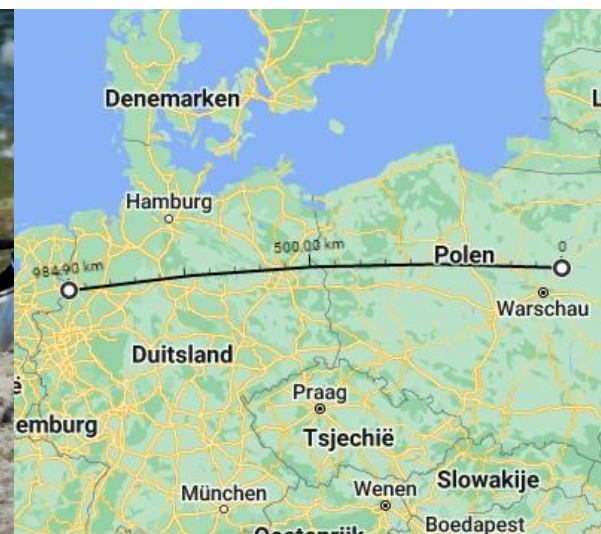 Denemarken
L
Hamburg
984.90 km
500.00 km
0
Polen
Warschau
Duitsland
Praag
emburg
Tsjechië
München
Wenen
Slowakije
Oostenrijk
Boedapest